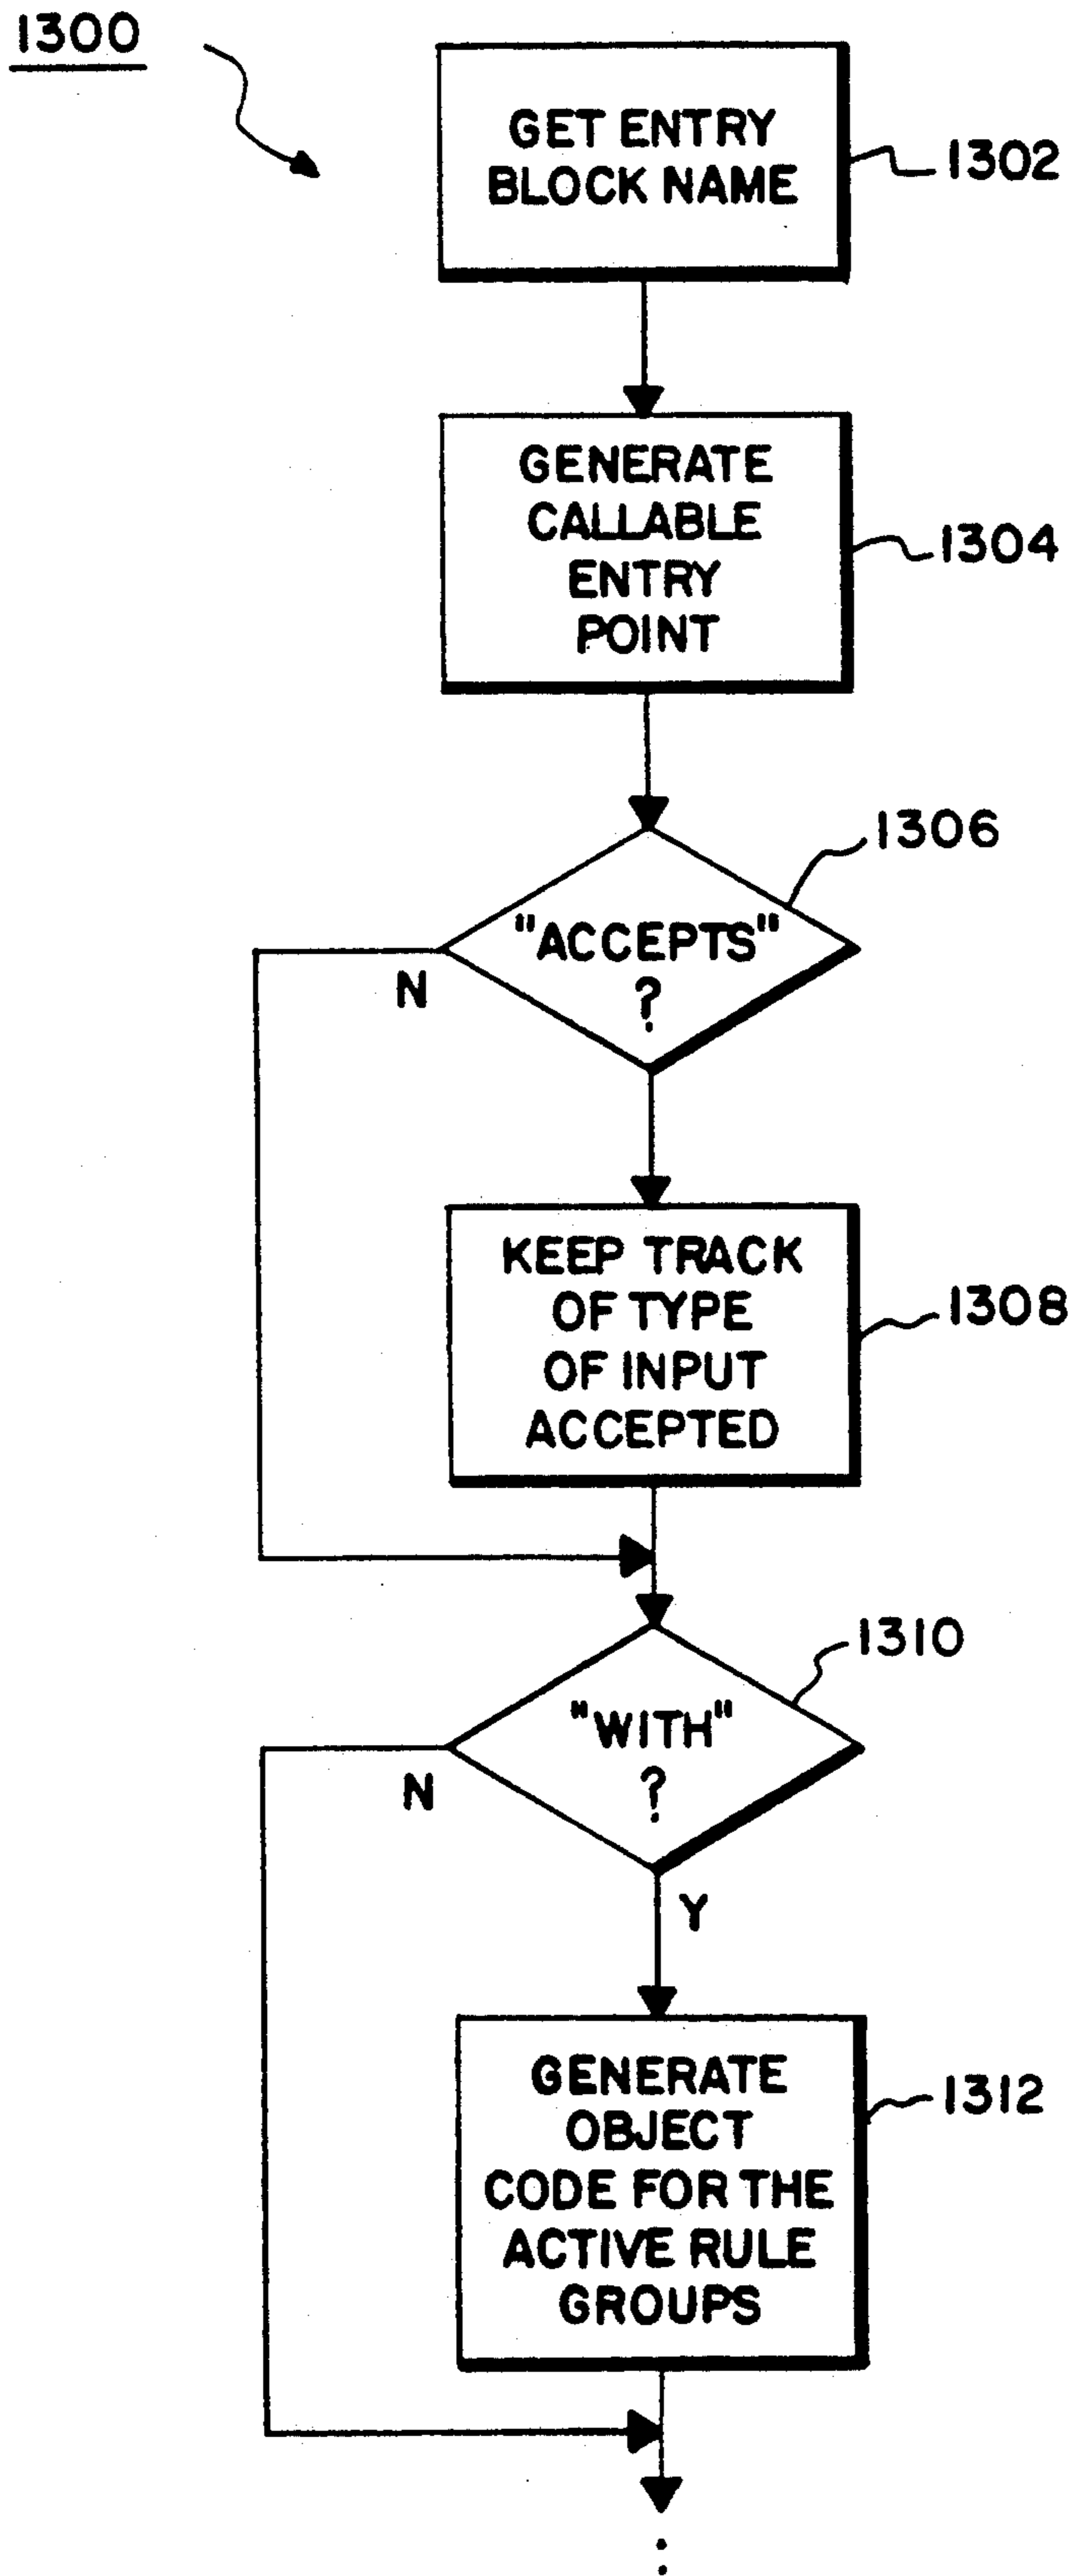 1300
GET ENTRY
BLOCK NAME
1302
GENERATE
CALLABLE
ENTRY
POINT
1304
1306
"ACCEPTS"
?
N
KEEP TRACK
OF TYPE
OF INPUT
ACCEPTED
1308
1310
"WITH"
?
N
Y
GENERATE
OBJECT
CODE FOR THE
ACTIVE RULE
GROUPS
1312